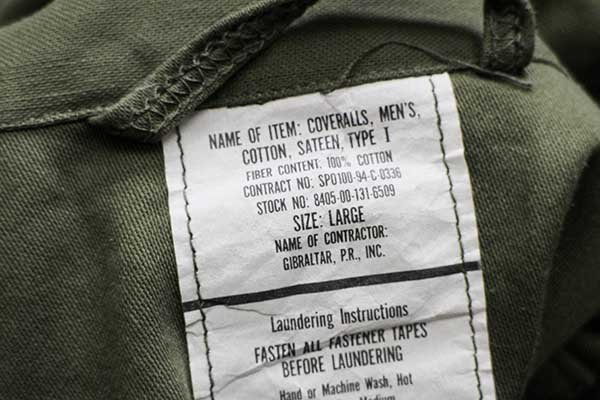 NAME OF ITEM: COVERALLS, MEN'S,
COTTON, SATEEN, TYPE I
FIBER CONTENT: 100% COTTON
CONTRACT NO: SPO100-94-C-0336
STOCK NO: 8405-00-131-6509
SIZE: LARGE
NAME OF CONTRACTOR:
GIBRALTAR, P.R., INC.
Laundering Instructions
FASTEN ALL FASTENER TAPES
BEFORE LAUNDERING
Hand or Machine Wash, Hot
Medium